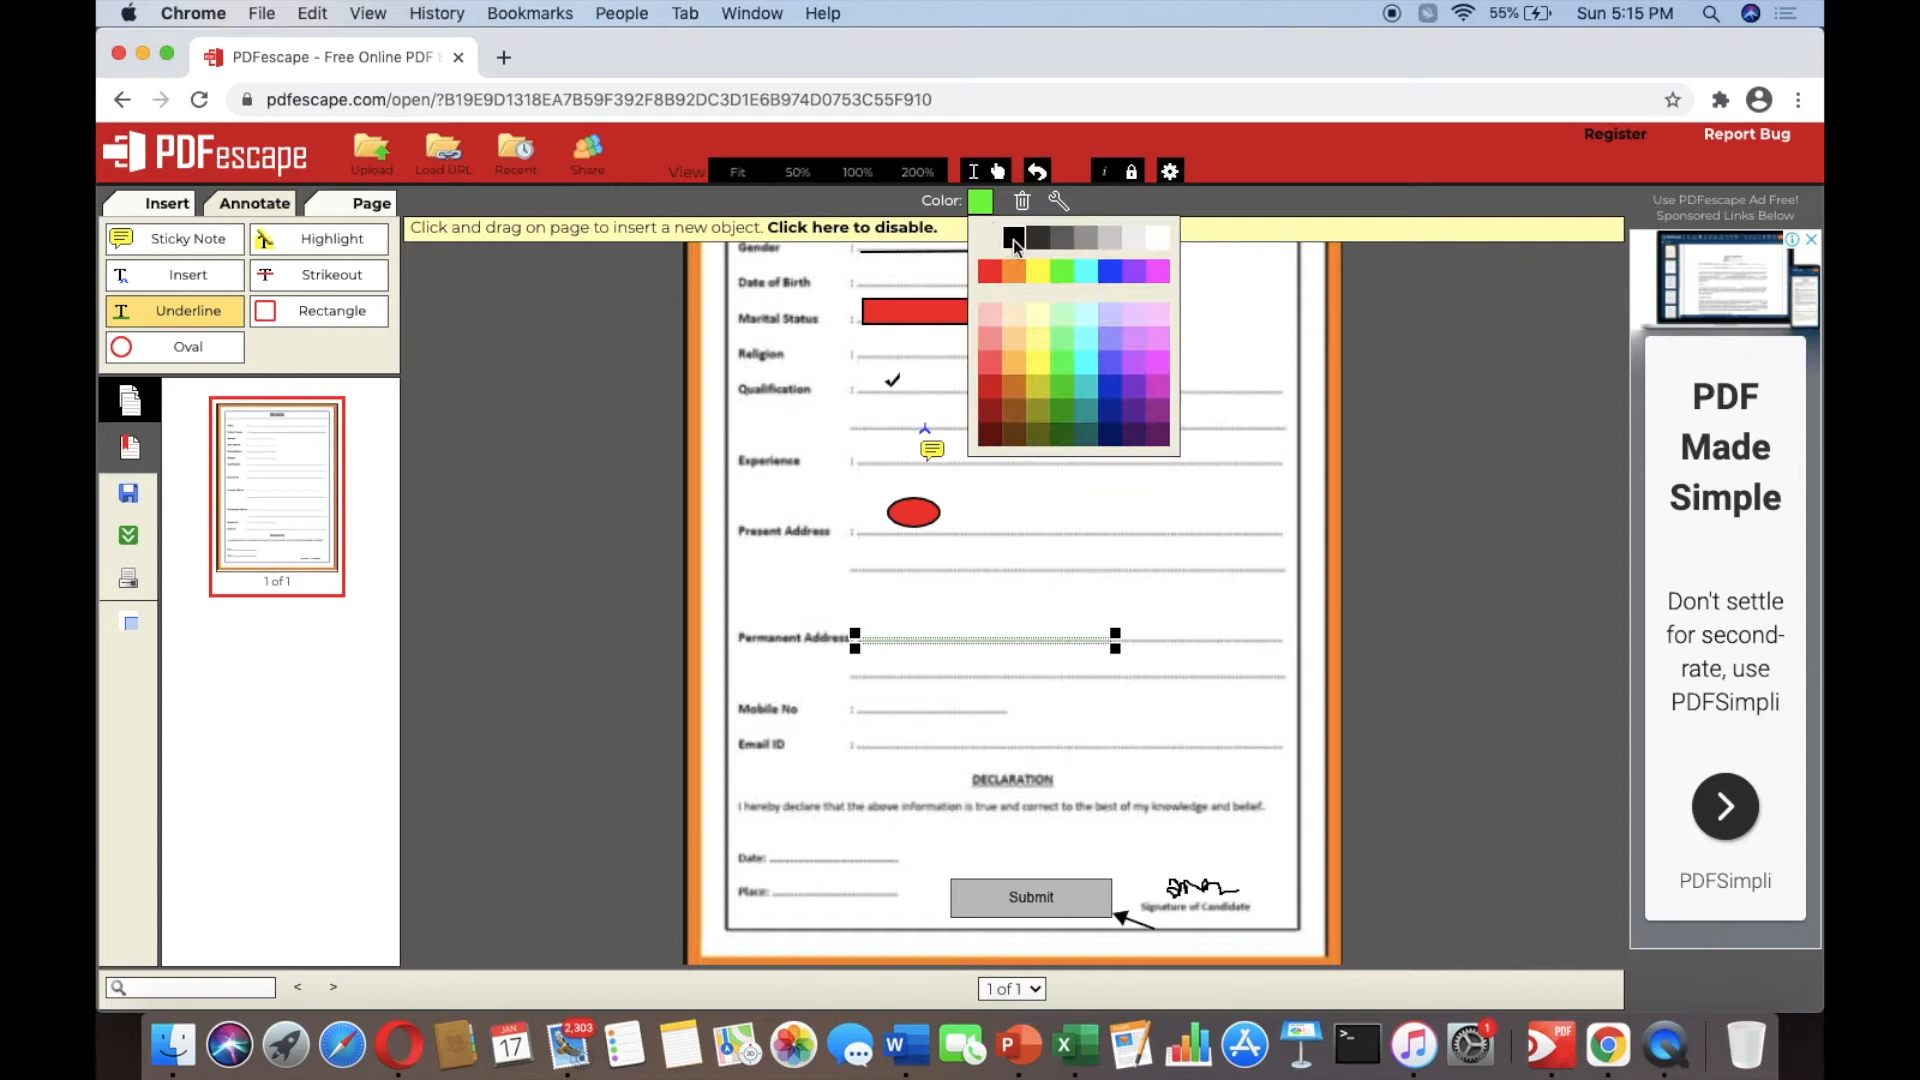 Chrome File Edit View History Bookmarks People Tab Window Help 55% Sun 5:15 PM
PDFescape - Free Online PDF E
pdfescape.com/open/?B19E9D1318EA7B59F392F8B92DC3D1E6B974D0753C55F910
PDFescape Upload Load URL Recent Share View Fit 50% 100% 200% Register Report Bug
Insert Annotate Page Color: Use PDFescape Ad Free!
Sponsored Links Below
Click and drag on page to insert a new object. Click here to disable.
Sticky Note Highlight
Insert Strikeout
Underline Rectangle
Oval
1 of 1
Gender :
Date of Birth :
Marital Status :
Religion :
Qualification :
Experience :
Present Address :
Permanent Address
Mobile No :
Email ID :
DECLARATION
I hereby declare that the above information is true and correct to the best of my knowledge and belief.
Date:
Place:
Submit
Signature of Candidate
PDF
Made
Simple
Don't settle
for second-
rate, use
PDFSimpli
PDFSimpli
< > 1 of 1
JAN
17
2,303
W
P
X
1
PDF